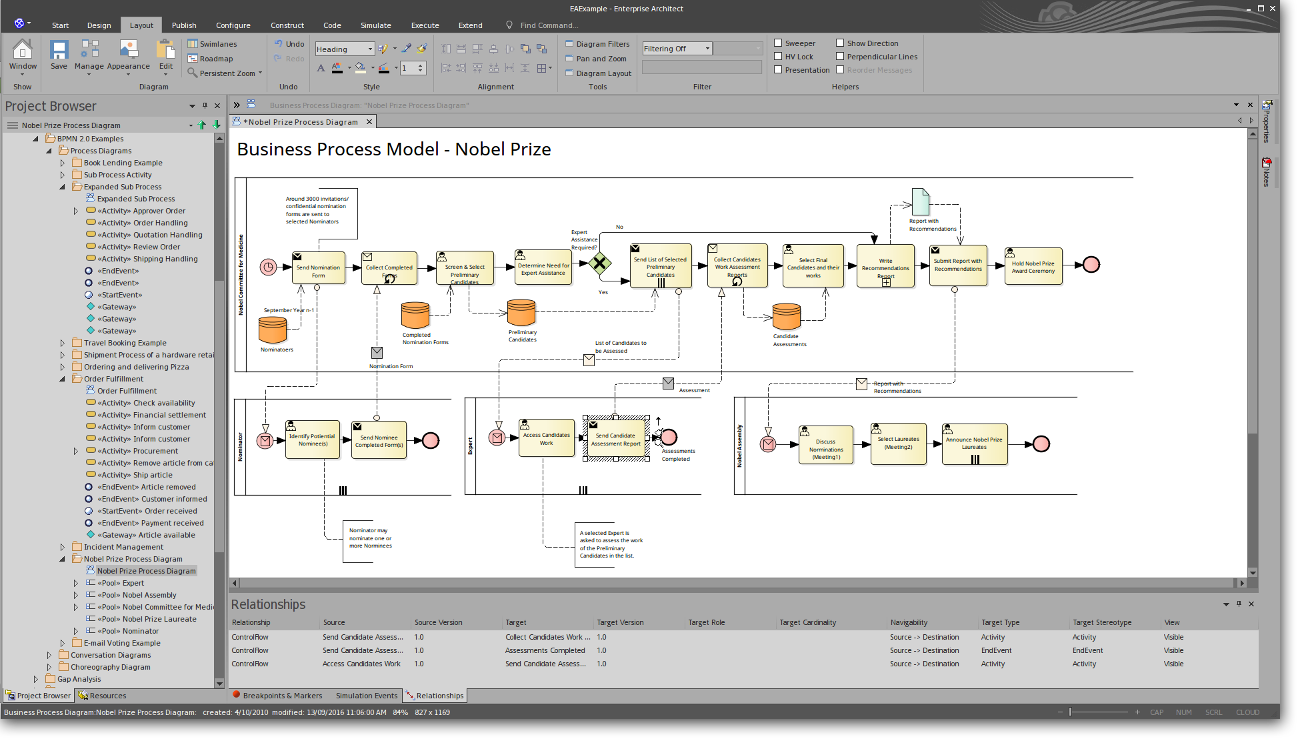 EAExample - Enterprise Architect
Start Design Layout Publish Configure Construct Code Simulate Execute Extend Find Command...
Window
Show
Save Manage Appearance Edit
Swimlanes
Roadmap
Persistent Zoom
Diagram
Undo
Redo
Undo
Heading
A
1
Style
Alignment
Diagram Filters
Pan and Zoom
Diagram Layout
Tools
Filtering Off
Filter
Sweeper
HV Lock
Presentation
Show Direction
Perpendicular Lines
Reorder Messages
Helpers
Project Browser
Nobel Prize Process Diagram
BPMN 2.0 Examples
Process Diagrams
Book Lending Example
Sub Process Activity
Expanded Sub Process
Expanded Sub Process
«Activity» Approver Order
«Activity» Order Handling
«Activity» Quotation Handling
«Activity» Review Order
«Activity» Shipping Handling
«EndEvent»
«EndEvent»
«StartEvent»
«Gateway»
«Gateway»
«Gateway»
Travel Booking Example
Shipment Process of a hardware retai
Ordering and delivering Pizza
Order Fulfillment
Order Fulfillment
«Activity» Check availability
«Activity» Financial settlement
«Activity» Inform customer
«Activity» Inform customer
«Activity» Procurement
«Activity» Remove article from cat
«Activity» Ship article
«EndEvent» Article removed
«EndEvent» Customer informed
«StartEvent» Order received
«EndEvent» Payment received
«Gateway» Article available
Incident Management
Nobel Prize Process Diagram
Nobel Prize Process Diagram
«Pool» Expert
«Pool» Nobel Assembly
«Pool» Nobel Committee for Medi
«Pool» Nobel Prize Laureate
«Pool» Nominator
E-mail Voting Example
Conversation Diagrams
Choreography Diagram
Gap Analysis
Project Browser Resources
Business Process Diagram: "Nobel Prize Process Diagram"
*Nobel Prize Process Diagram
Properties
Notes
Business Process Model - Nobel Prize
Nobel Committee for Medicine
Around 3000 invitations/
confidential nomination
forms are sent to
selected Nominators
Send Nomination
Form
Collect Completed
Forms
Screen & Select
Preliminary
Candidates
Determine Need for
Expert Assistance
Expert
Assistance
Required?
No
Yes
Send List of Selected
Preliminary
Candidates
Collect Candidates
Work Assessment
Reports
Select Final
Candidates and their
works
Write
Recommendations
Report
Report with
Recommendations
Submit Report with
Recommendations
Hold Nobel Prize
Award Ceremony
September Year n-1
Nominatoers
Completed
Nomination Forms
Preliminary
Candidates
Candidate
Assessments
Nomination Form
List of Candidates to
be Assessed
Assessment
Report with
Recommendations
Nominator
Identify Potiential
Nominee(s)
Send Nominee
Completed Form(s)
Nominator may
nominate one or
more Norminees
Expert
Access Candidates
Work
Send Candidate
Assessment Report
Assessments
Completed
A selected Expert is
asked to assess the work
of the Preliminary
Candidates in the list.
Nobel Assembly
Discuss
Norminations
(Meeting1)
Select Laureates
(Meeting2)
Announce Nobel Prize
Laureates
Relationships
Relationship Source Source Version Target Target Version Target Role Target Cardinality Navigability Target Type Target Stereotype View
ControlFlow Send Candidate Assess... 1.0 Collect Candidates Work ... 1.0 Source -> Destination Activity Activity Visible
ControlFlow Send Candidate Assess... 1.0 Assessments Completed 1.0 Source -> Destination EndEvent EndEvent Visible
ControlFlow Access Candidates Work 1.0 Send Candidate Assess... 1.0 Source -> Destination Activity Activity Visible
Breakpoints & Markers Simulation Events Relationships
Business Process Diagram:Nobel Prize Process Diagram: created: 4/10/2010 modified: 13/09/2016 11:06:00 AM 84% 827 x 1169
CAP NUM SCRL CLOUD